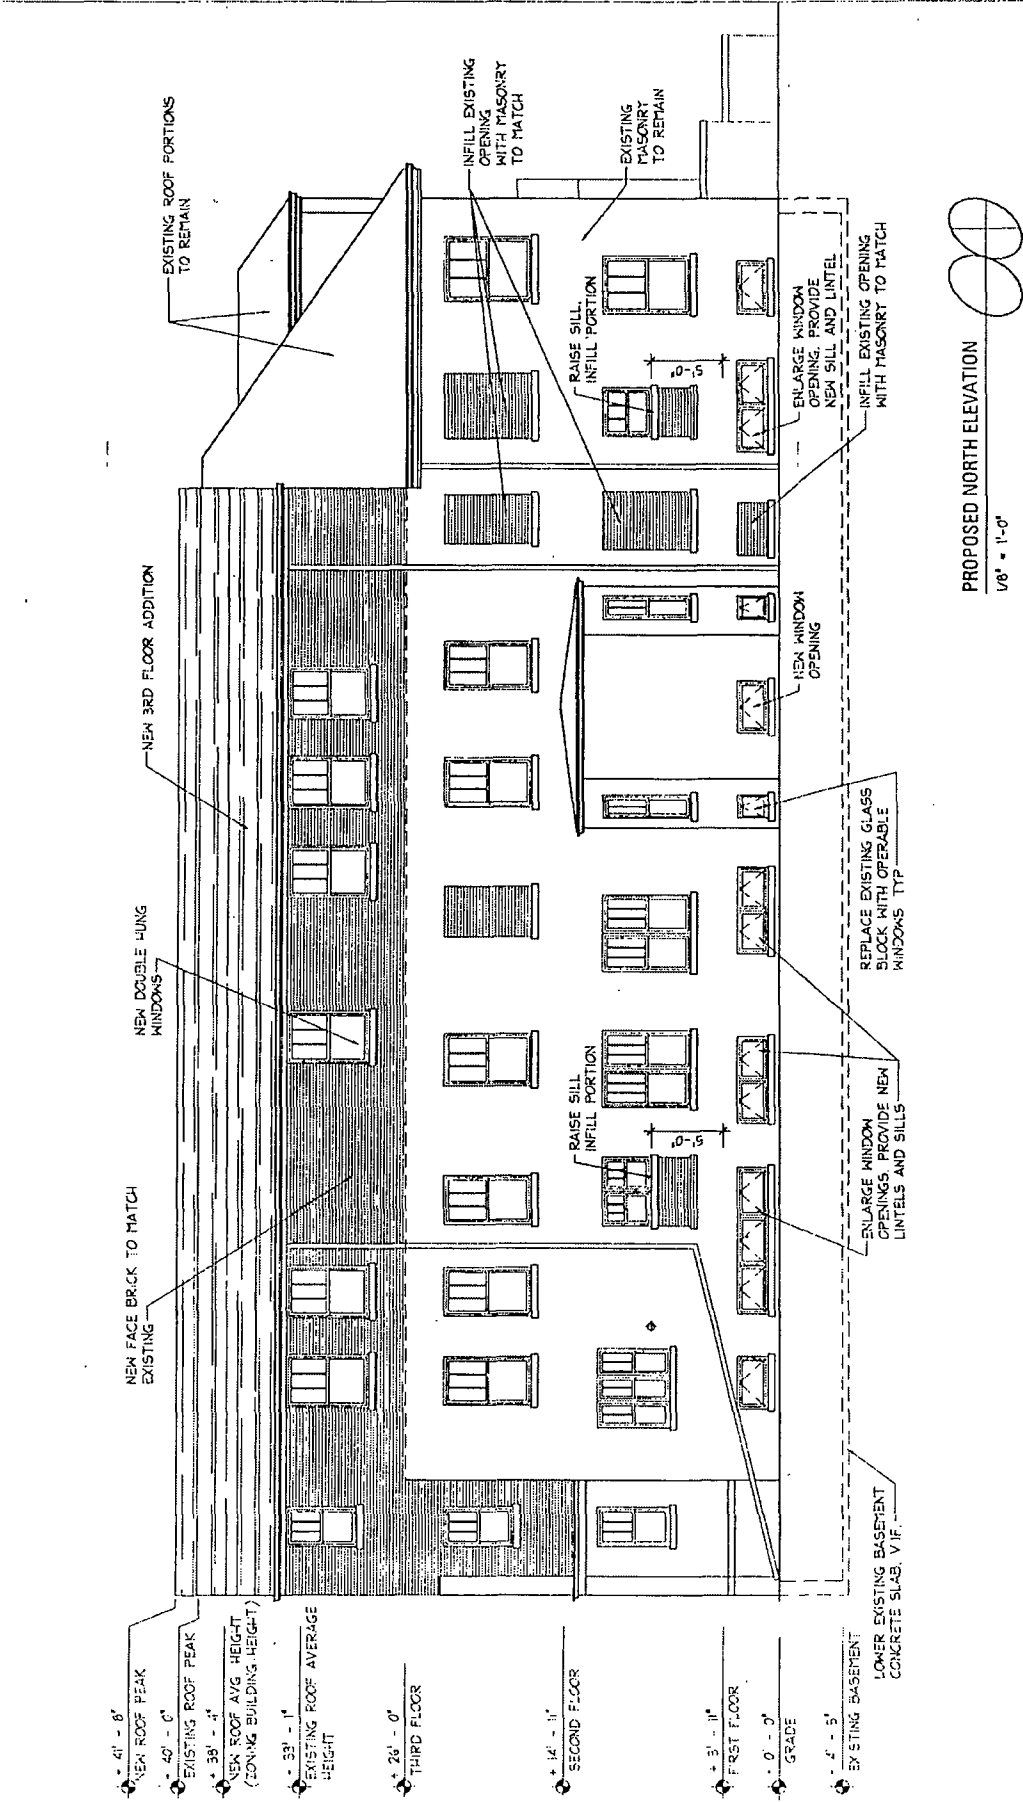 EXISTING ROOF PORTIONS
TO REMAIN
INFILL EXISTING
OPENING
WITH MASONRY
TO MATCH
EXISTING
MASONRY
TO REMAIN
RAISE SILL,
INFILL PORTION
5'-0"
ENLARGE WINDOW
OPENING, PROVIDE
NEW SILL AND LINTEL
INFILL EXISTING OPENING
WITH MASONRY TO MATCH
NEW 3RD FLOOR ADDITION
NEW WINDOW
OPENING
NEW DOUBLE HUNG
WINDOWS
REPLACE EXISTING GLASS
BLOCK WITH OPERABLE
WINDOWS TYP
RAISE SILL
INFILL PORTION
5'-0"
NEW FACE BRICK TO MATCH
EXISTING
ENLARGE WINDOW
OPENINGS, PROVIDE NEW
LINTELS AND SILLS
LOWER EXISTING BASEMENT
CONCRETE SLAB. V.I.F.
+ 41' - 8"
NEW ROOF PEAK
EXISTING ROOF PEAK
+ 38' - 4"
NEW ROOF AVG HEIGHT
(ZONING BUILDING HEIGHT)
+ 33' - 1"
EXISTING ROOF AVERAGE
HEIGHT
+ 26' - 0"
THIRD FLOOR
+ 14' - 11"
SECOND FLOOR
+ 3' - 11"
FIRST FLOOR
0' - 0"
GRADE
- 4' - 5"
EXISTING BASEMENT
PROPOSED NORTH ELEVATION
1/8" = 1'-0"